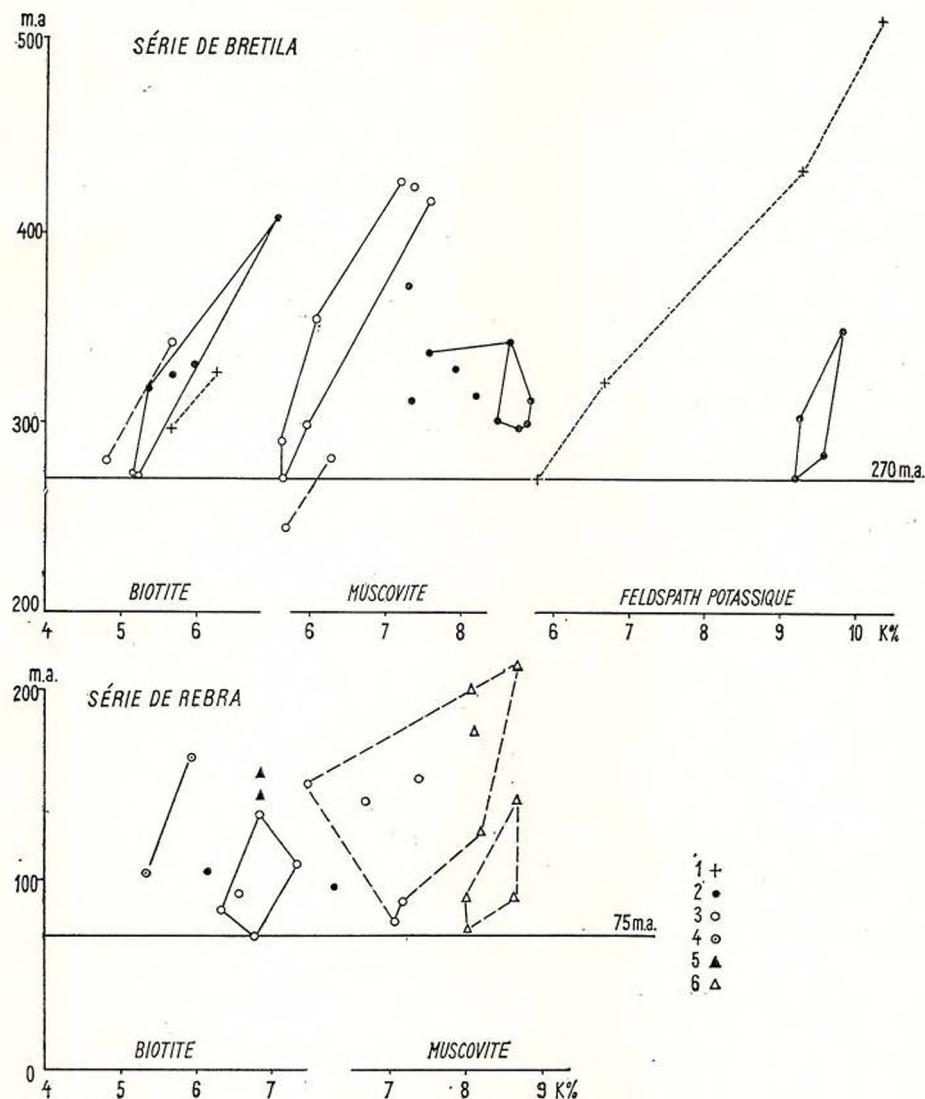 m.a
500
SÉRIE DE BRETILA
400
300
270 m.a.
200
BIOTITE
MUSCOVITE
FELDSPATH POTASSIQUE
4 5 6 6 7 8 6 7 8 9 10 K%
m.a.
200
SÉRIE DE REBRA
100
75 m.a.
1 +
2 ●
3 ○
4 ⊙
5 ▲
6 △
BIOTITE
MUSCOVITE
0
4 5 6 7 7 8 9 K%